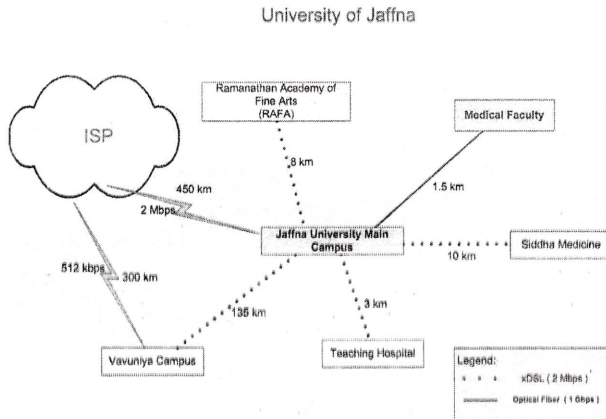 University of Jaffna
Ramanathan Academy of
Fine Arts
(RAFA)
Medical Faculty
ISP
8 km
450 km
2 Mbps
1.5 km
Jaffna University Main
Campus
Siddha Medicine
10 km
512 kbps
300 km
135 km
3 km
Vavuniya Campus
Teaching Hospital
Legend:
xDSL ( 2 Mbps )
Optical Fiber ( 1 Gbps )